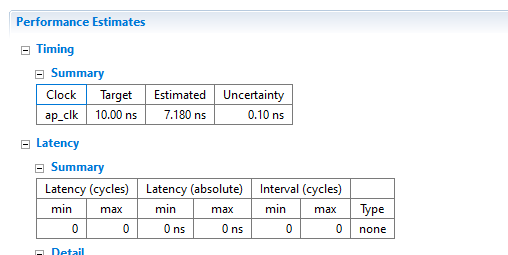 Performance Estimates
Timing
Summary
Clock Target Estimated Uncertainty
ap_clk 10.00 ns 7.180 ns 0.10 ns
Latency
Summary
Latency (cycles) Latency (absolute) Interval (cycles)
min max min max min max Type
0 0 0 ns 0 ns 0 0 none
Detail